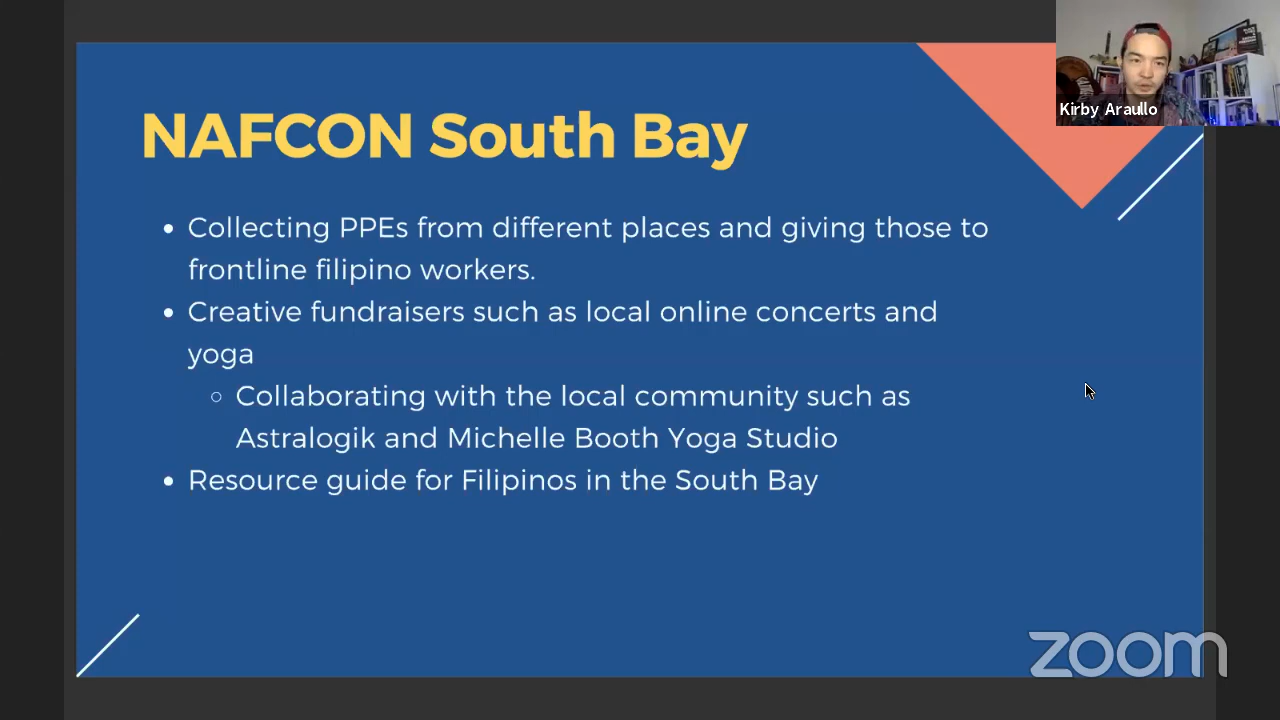 Kirby Araullo
NAFCON South Bay
• Collecting PPEs from different places and giving those to
frontline filipino workers.
• Creative fundraisers such as local online concerts and
yoga
○ Collaborating with the local community such as
Astralogik and Michelle Booth Yoga Studio
• Resource guide for Filipinos in the South Bay
zoom